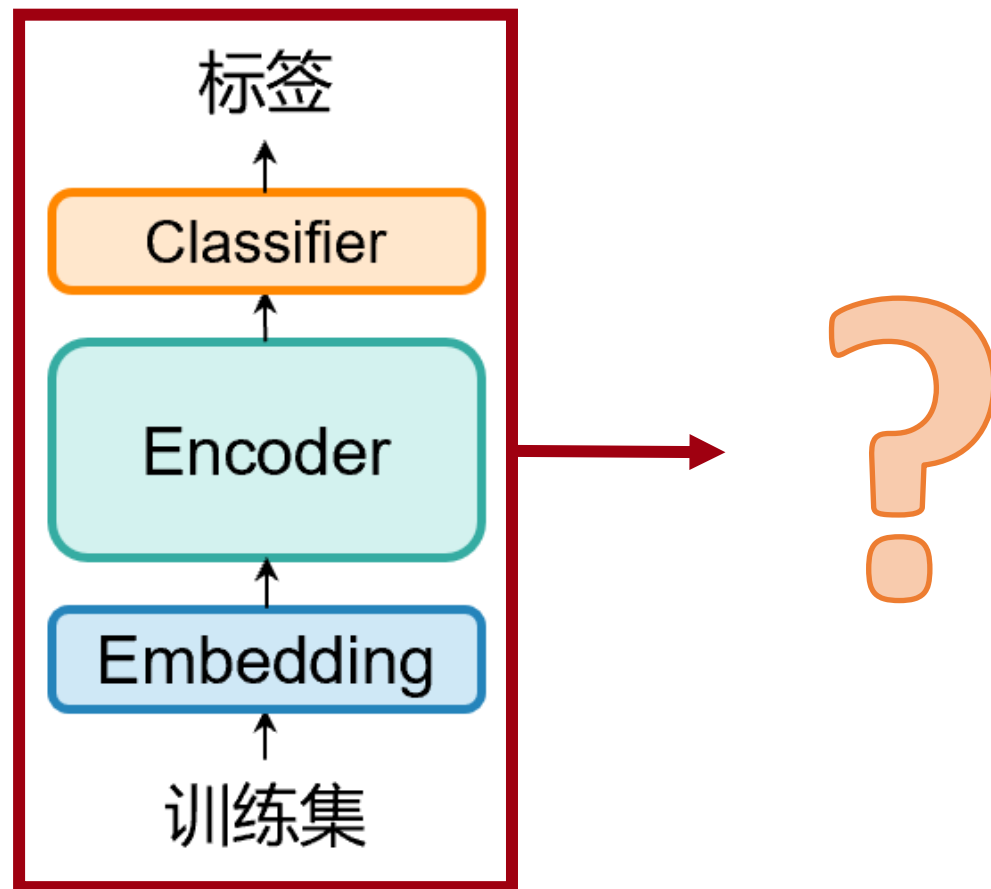 标签
Classifier
Encoder
Embedding
训练集
?